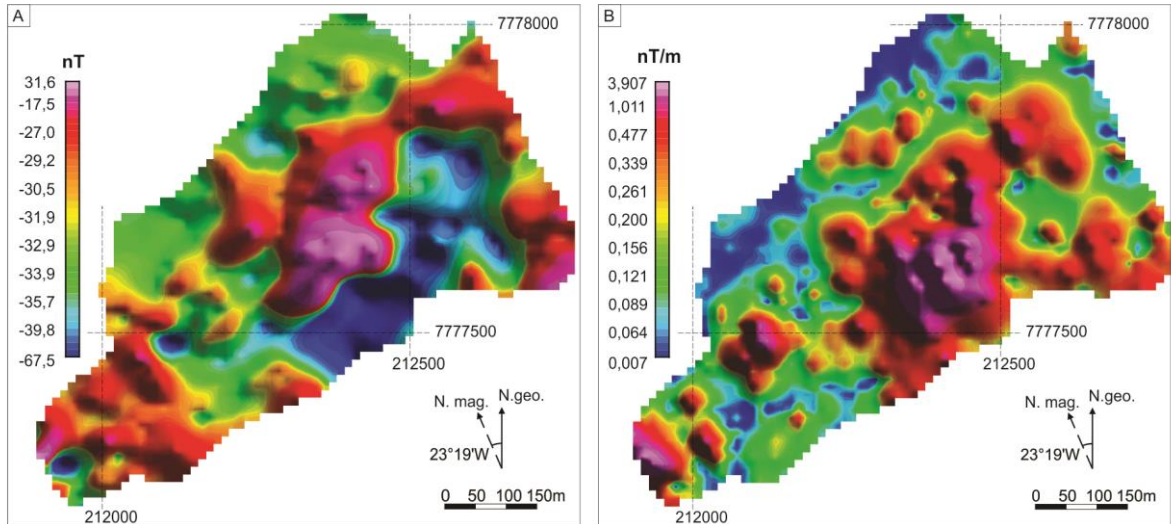 A
7778000
nT
31,6
-17,5
-27,0
-29,2
-30,5
-31,9
-32,9
-33,9
-35,7
-39,8
-67,5
7777500
212500
N. mag.
N.geo.
23°19'W
0 50 100 150m
212000
B
7778000
nT/m
3,907
1,011
0,477
0,339
0,261
0,200
0,156
0,121
0,089
0,064
0,007
7777500
212500
N. mag.
N.geo.
23°19'W
0 50 100 150m
212000